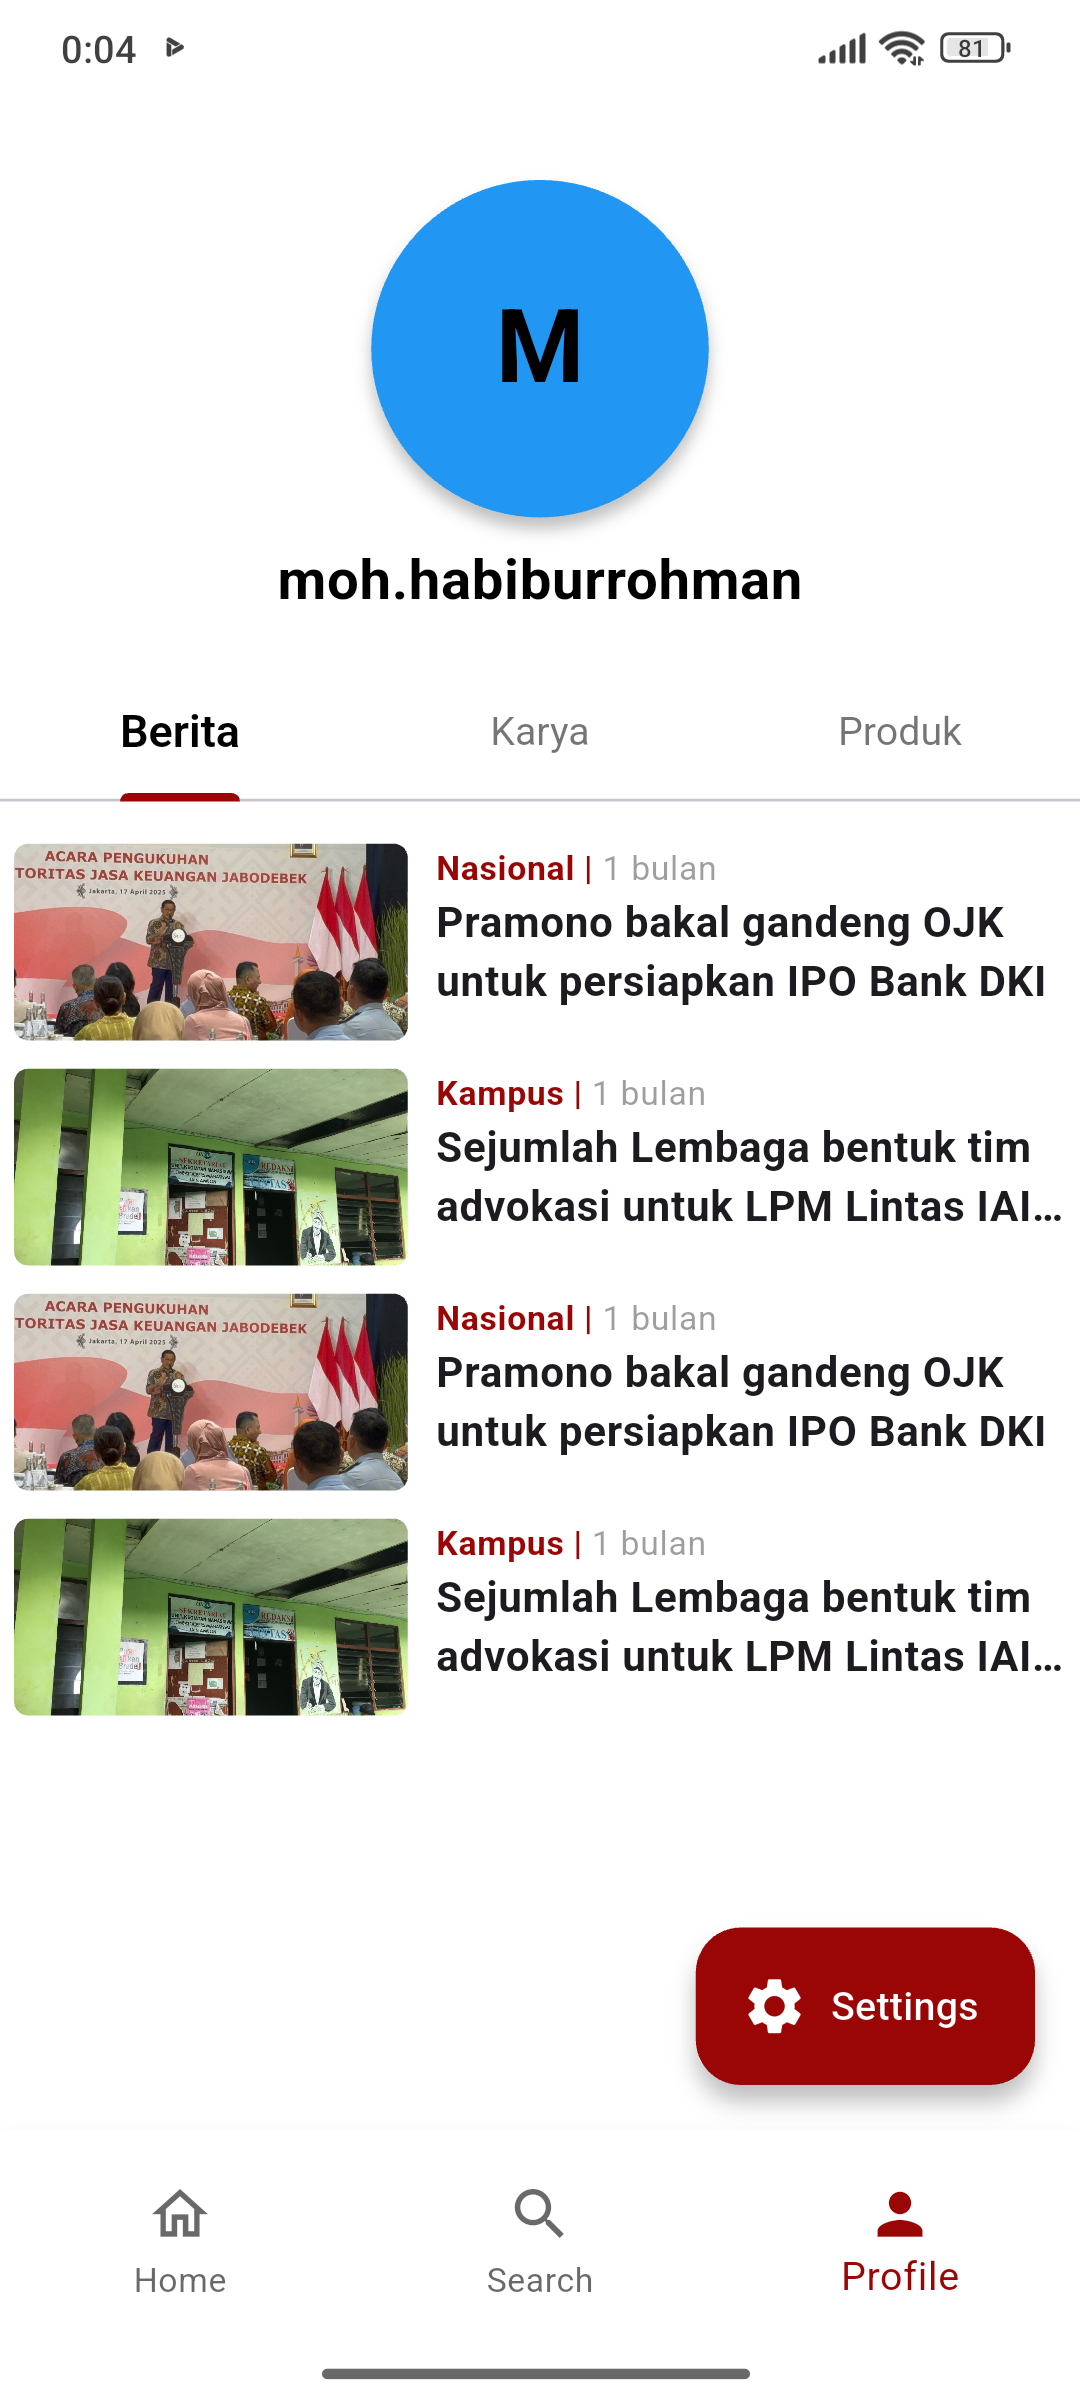 0:04
81
M
moh.habiburrohman
Berita
Karya
Produk
ACARA PENGUKUHAN
TORITAS JASA KEUANGAN JABODEBEK
Jakarta, 17 April 2025
Nasional | 1 bulan
Pramono bakal gandeng OJK
untuk persiapkan IPO Bank DKI
SEKRETARIAT
REDAKSI
Kampus | 1 bulan
Sejumlah Lembaga bentuk tim
advokasi untuk LPM Lintas IAI...
ACARA PENGUKUHAN
TORITAS JASA KEUANGAN JABODEBEK
Jakarta, 17 April 2025
Nasional | 1 bulan
Pramono bakal gandeng OJK
untuk persiapkan IPO Bank DKI
SEKRETARIAT
REDAKSI
Kampus | 1 bulan
Sejumlah Lembaga bentuk tim
advokasi untuk LPM Lintas IAI...
Settings
Home
Search
Profile